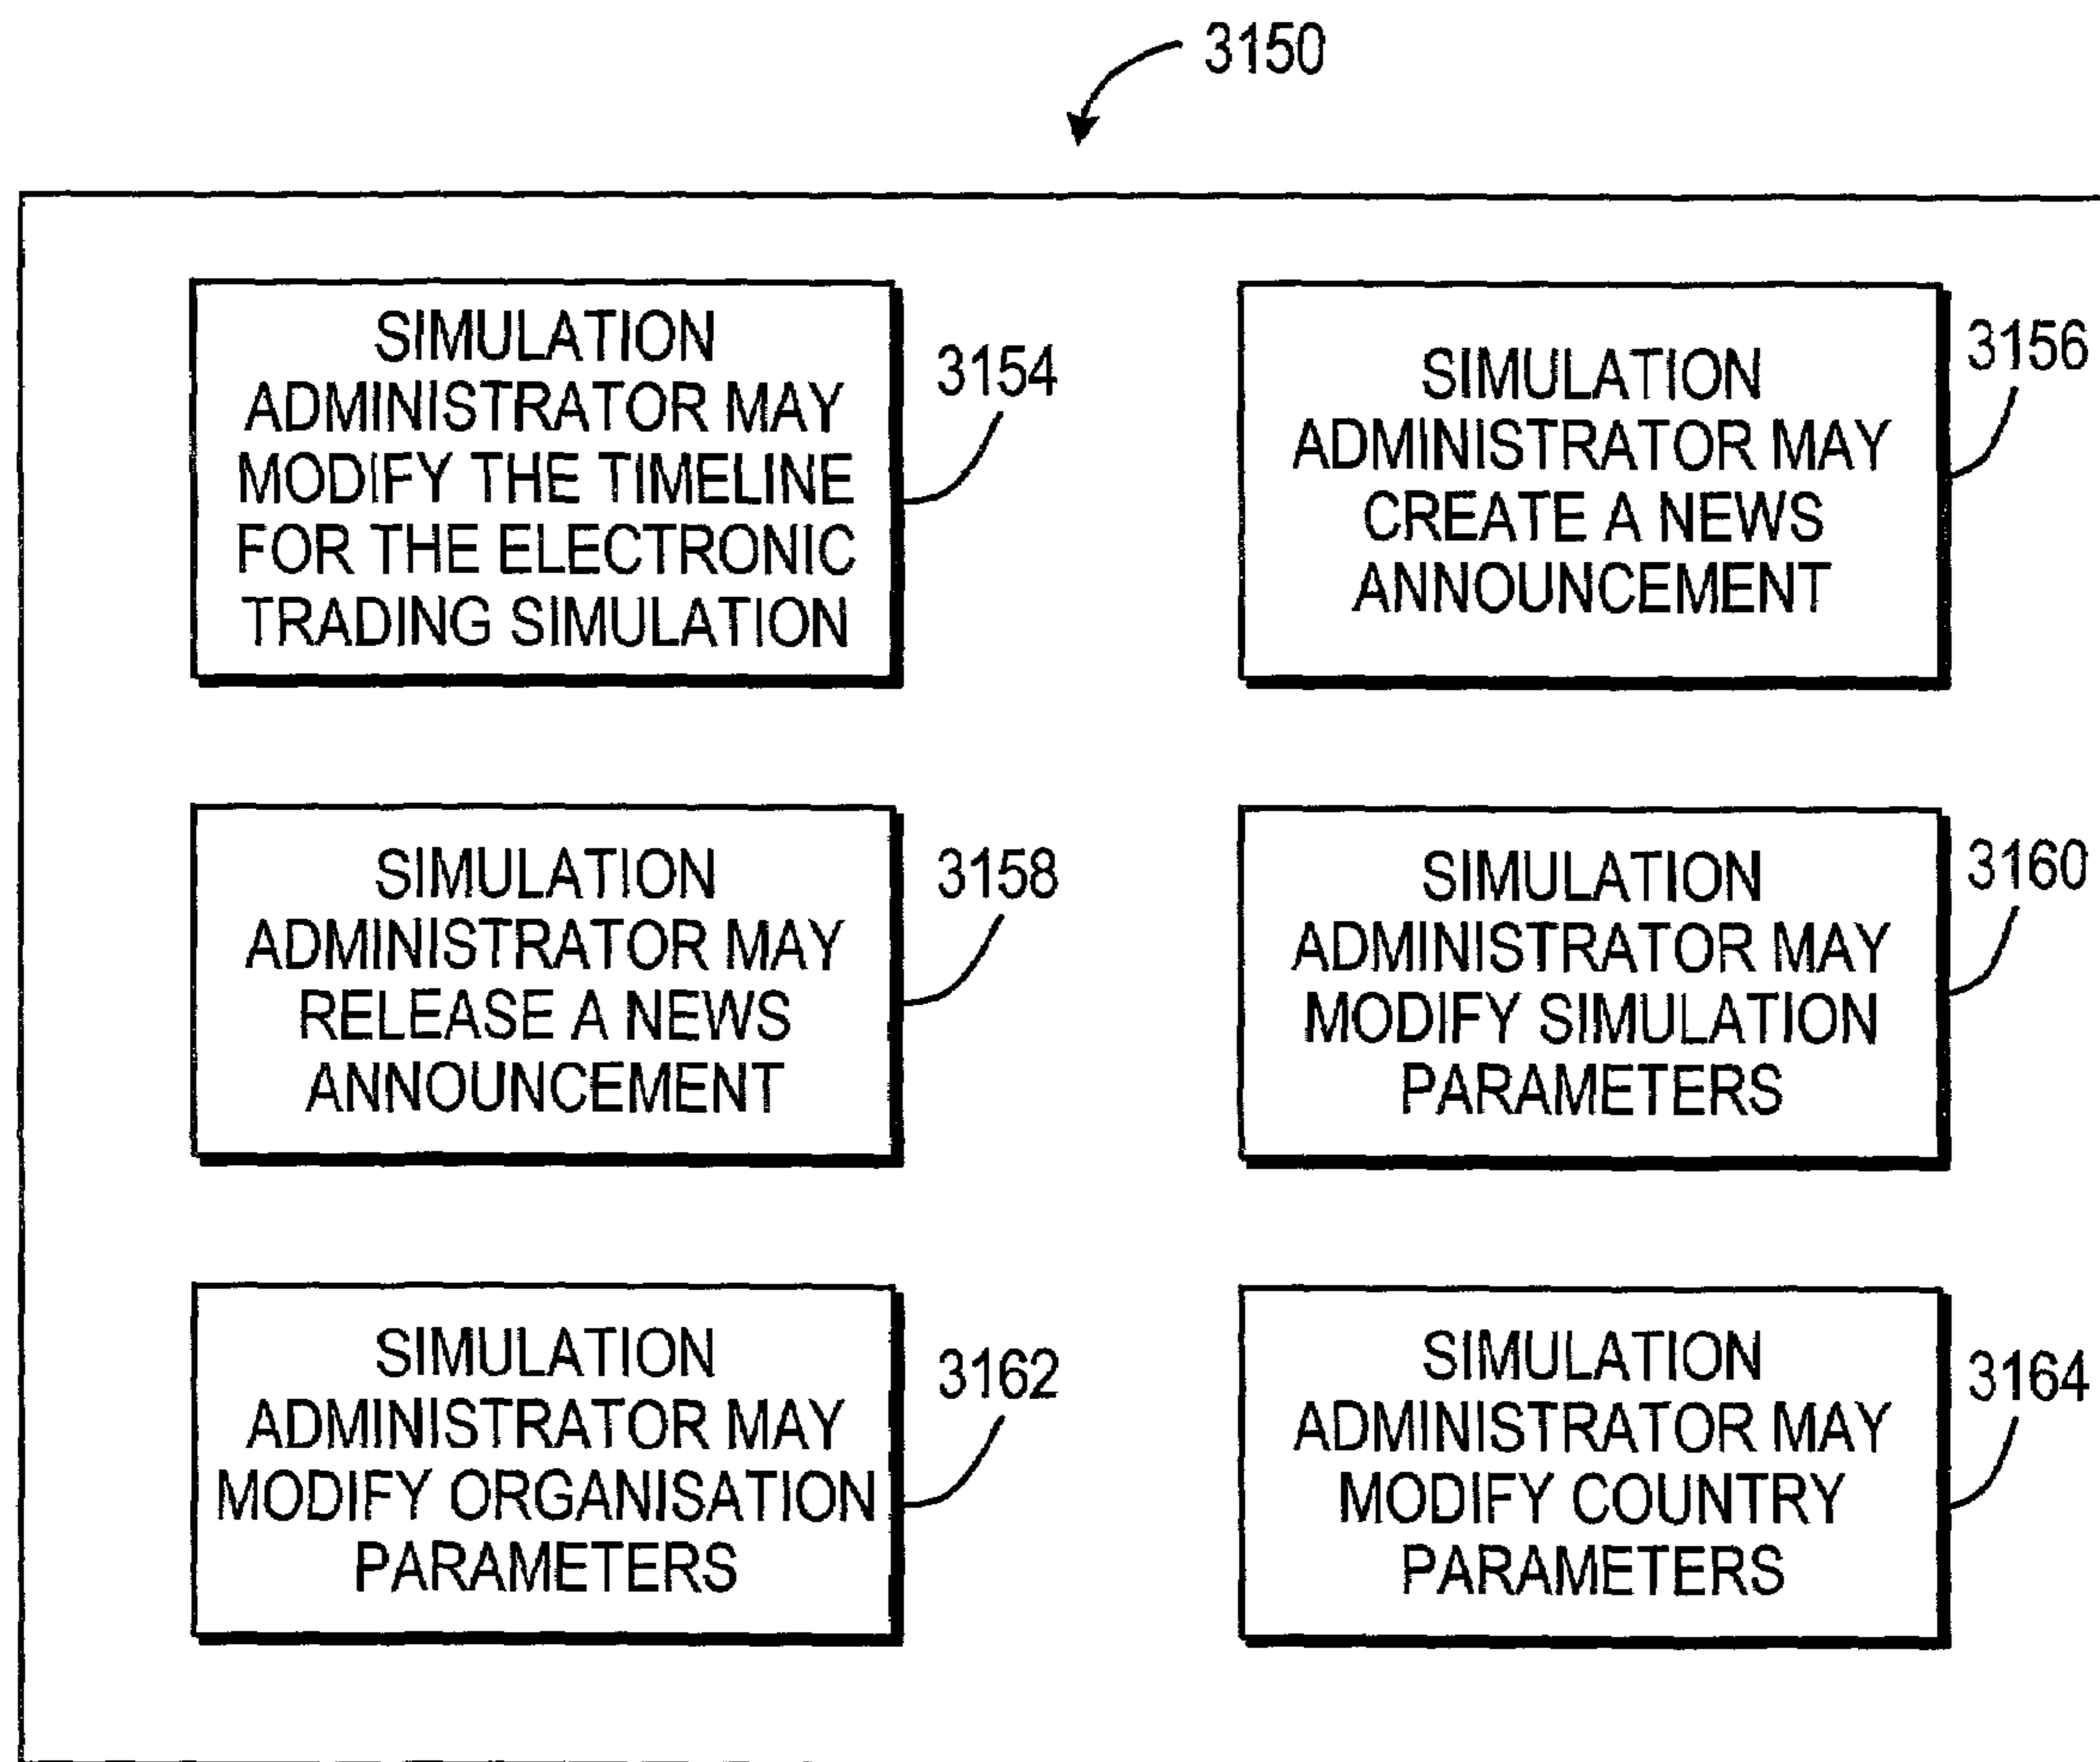 3150
SIMULATION
ADMINISTRATOR MAY
MODIFY THE TIMELINE
FOR THE ELECTRONIC
TRADING SIMULATION
3154
SIMULATION
ADMINISTRATOR MAY
CREATE A NEWS
ANNOUNCEMENT
3156
SIMULATION
ADMINISTRATOR MAY
RELEASE A NEWS
ANNOUNCEMENT
3158
SIMULATION
ADMINISTRATOR MAY
MODIFY SIMULATION
PARAMETERS
3160
SIMULATION
ADMINISTRATOR MAY
MODIFY ORGANISATION
PARAMETERS
3162
SIMULATION
ADMINISTRATOR MAY
MODIFY COUNTRY
PARAMETERS
3164